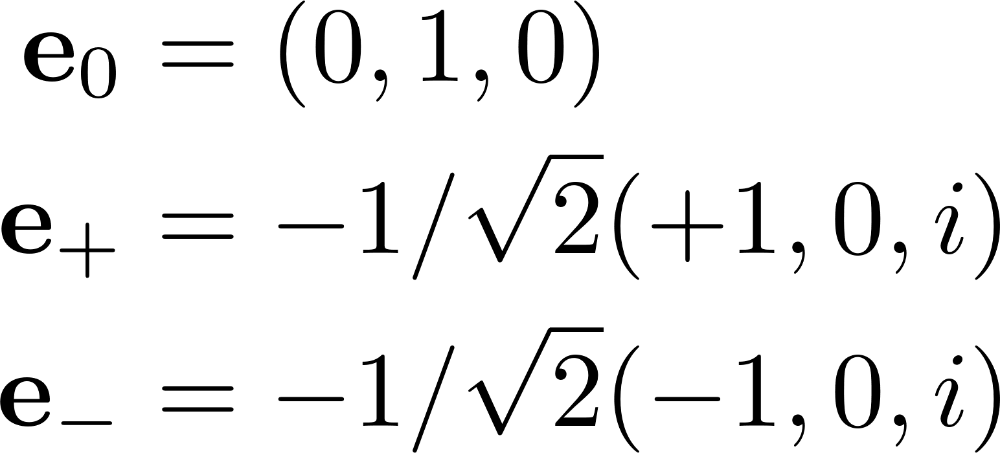 e₀ = (0, 1, 0)
e₊ = −1/√2(+1, 0, i)
e₋ = −1/√2(−1, 0, i)